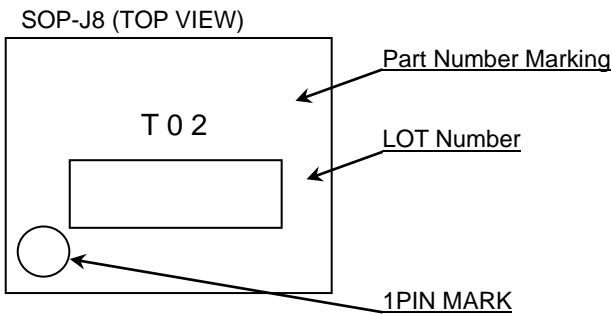 SOP-J8 (TOP VIEW)
Part Number Marking
T 0 2
LOT Number
1PIN MARK